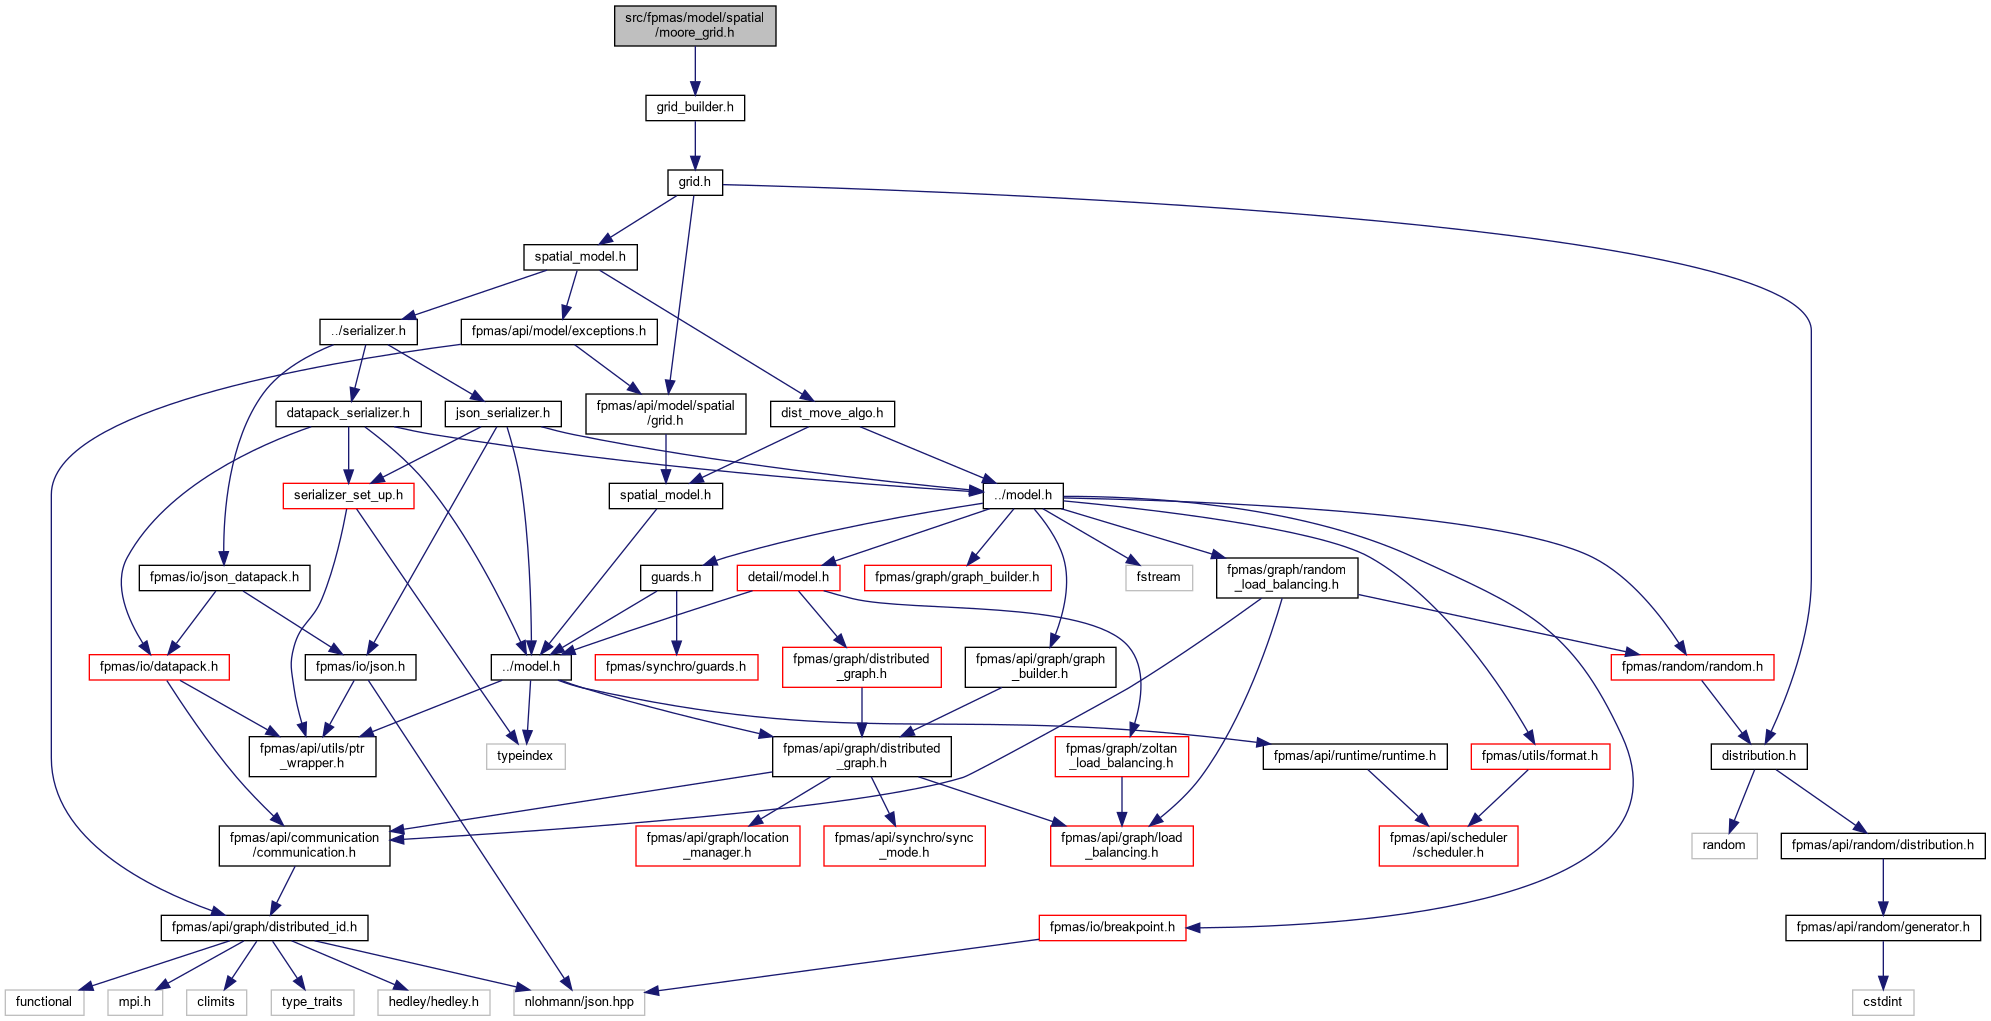 src/fpmas/model/spatial
/moore_grid.h
grid_builder.h
grid.h
spatial_model.h
../serializer.h
fpmas/api/model/exceptions.h
datapack_serializer.h
json_serializer.h
fpmas/api/model/spatial
/grid.h
dist_move_algo.h
serializer_set_up.h
spatial_model.h
../model.h
fpmas/io/json_datapack.h
guards.h
detail/model.h
fpmas/graph/graph_builder.h
fstream
fpmas/graph/random
_load_balancing.h
fpmas/io/datapack.h
fpmas/io/json.h
../model.h
fpmas/synchro/guards.h
fpmas/graph/distributed
_graph.h
fpmas/api/graph/graph
_builder.h
fpmas/random/random.h
fpmas/api/utils/ptr
_wrapper.h
typeindex
fpmas/api/graph/distributed
_graph.h
fpmas/graph/zoltan
_load_balancing.h
fpmas/api/runtime/runtime.h
fpmas/utils/format.h
distribution.h
fpmas/api/communication
/communication.h
fpmas/api/graph/location
_manager.h
fpmas/api/synchro/sync
_mode.h
fpmas/api/graph/load
_balancing.h
fpmas/api/scheduler
/scheduler.h
random
fpmas/api/random/distribution.h
fpmas/api/graph/distributed_id.h
fpmas/io/breakpoint.h
fpmas/api/random/generator.h
functional
mpi.h
climits
type_traits
hedley/hedley.h
nlohmann/json.hpp
cstdint